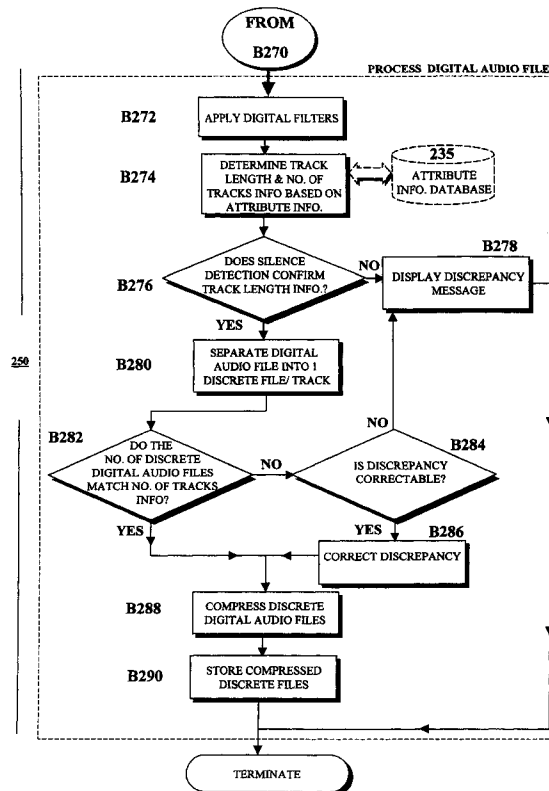 FROM
B270
PROCESS DIGITAL AUDIO FILE
B272
APPLY DIGITAL FILTERS
B274
DETERMINE TRACK
LENGTH & NO. OF
TRACKS INFO BASED ON
ATTRIBUTE INFO.
235
ATTRIBUTE
INFO. DATABASE
B276
DOES SILENCE
DETECTION CONFIRM
TRACK LENGTH INFO.?
NO
B278
DISPLAY DISCREPANCY
MESSAGE
YES
250
B280
SEPARATE DIGITAL
AUDIO FILE INTO 1
DISCRETE FILE/ TRACK
B282
DO THE
NO. OF DISCRETE
DIGITAL AUDIO FILES
MATCH NO. OF TRACKS
INFO?
NO
NO
B284
IS DISCREPANCY
CORRECTABLE?
YES
YES
B286
CORRECT DISCREPANCY
B288
COMPRESS DISCRETE
DIGITAL AUDIO FILES
B290
STORE COMPRESSED
DISCRETE FILES
TERMINATE